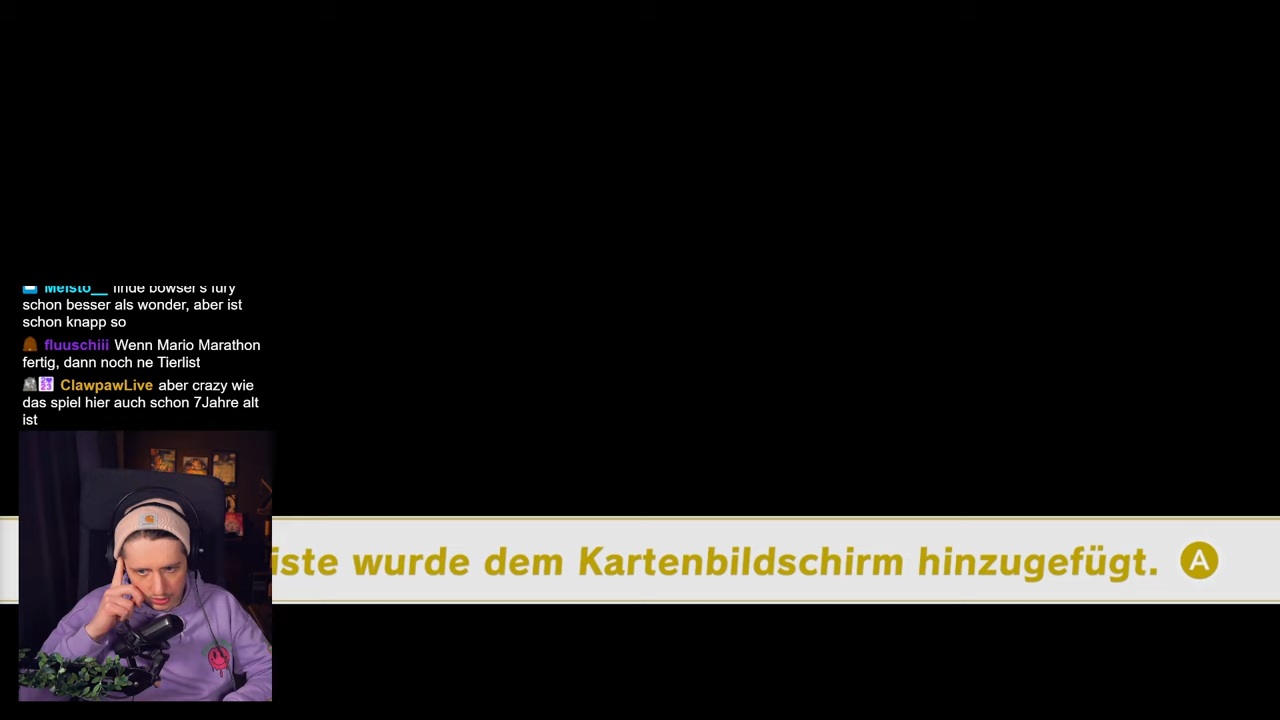 Meisto__ finde bowser's fury
schon besser als wonder, aber ist
schon knapp so
fluuschiii Wenn Mario Marathon
fertig, dann noch ne Tierlist
ClawpawLive aber crazy wie
das spiel hier auch schon 7Jahre alt
ist
iste wurde dem Kartenbildschirm hinzugefügt. A